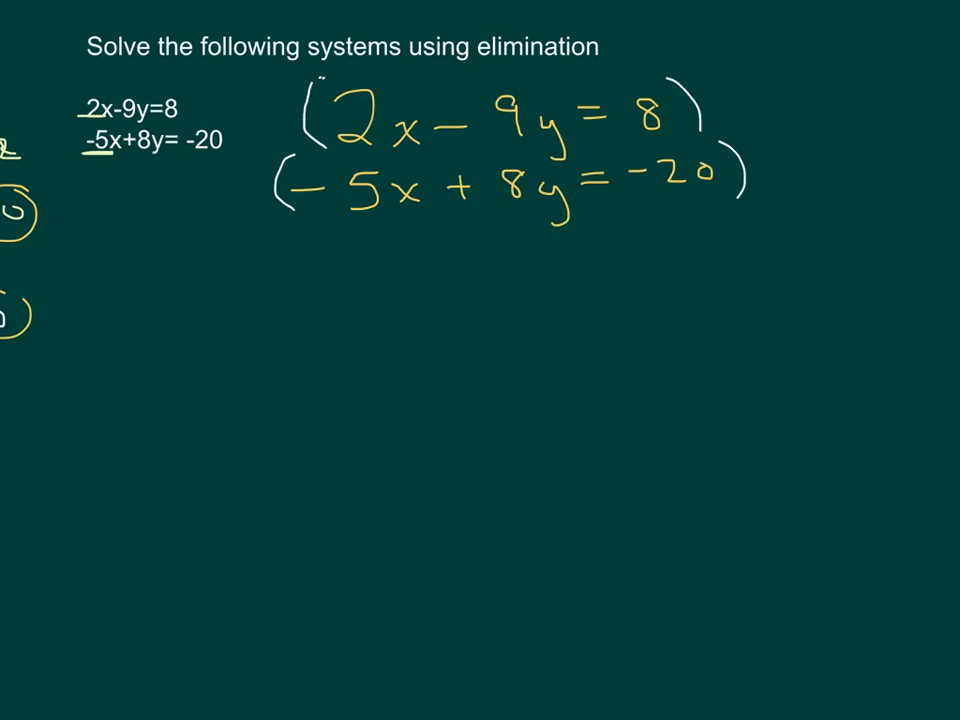 Solve the following systems using elimination
2x-9y=8
-5x+8y= -20
(2x - 9y = 8)
(- 5x + 8y = -20)